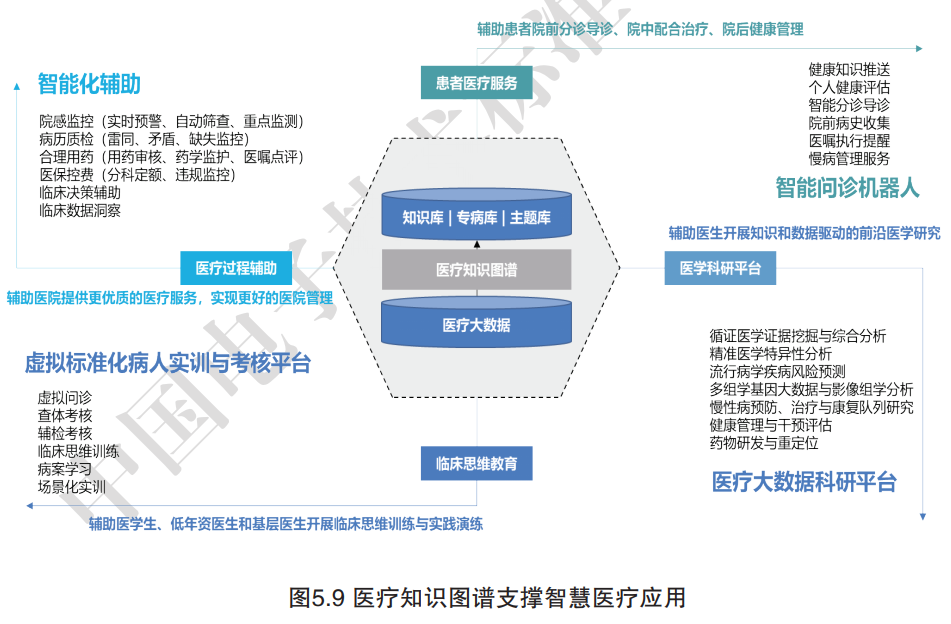 辅助患者院前分诊导诊、院中配合治疗、院后健康管理
患者医疗服务
健康知识推送
个人健康评估
智能分诊导诊
院前病史收集
医嘱执行提醒
慢病管理服务
智能问诊机器人
智能化辅助
院感监控（实时预警、自动筛查、重点监测）
病历质检（雷同、矛盾、缺失监控）
合理用药（用药审核、药学监护、医嘱点评）
医保控费（分科定额、违规监控）
临床决策辅助
临床数据洞察
医疗过程辅助
辅助医院提供更优质的医疗服务，实现更好的医院管理
知识库 | 专病库 | 主题库
医疗知识图谱
医疗大数据
辅助医生开展知识和数据驱动的前沿医学研究
医学科研平台
循证医学证据挖掘与综合分析
精准医学特异性分析
流行病学疾病风险预测
多组学基因大数据与影像组学分析
慢性病预防、治疗与康复队列研究
健康管理与干预评估
药物研发与重定位
医疗大数据科研平台
虚拟标准化病人实训与考核平台
虚拟问诊
查体考核
辅检考核
临床思维训练
病案学习
场景化实训
临床思维教育
辅助医学生、低年资医生和基层医生开展临床思维训练与实践演练
图5.9 医疗知识图谱支撑智慧医疗应用